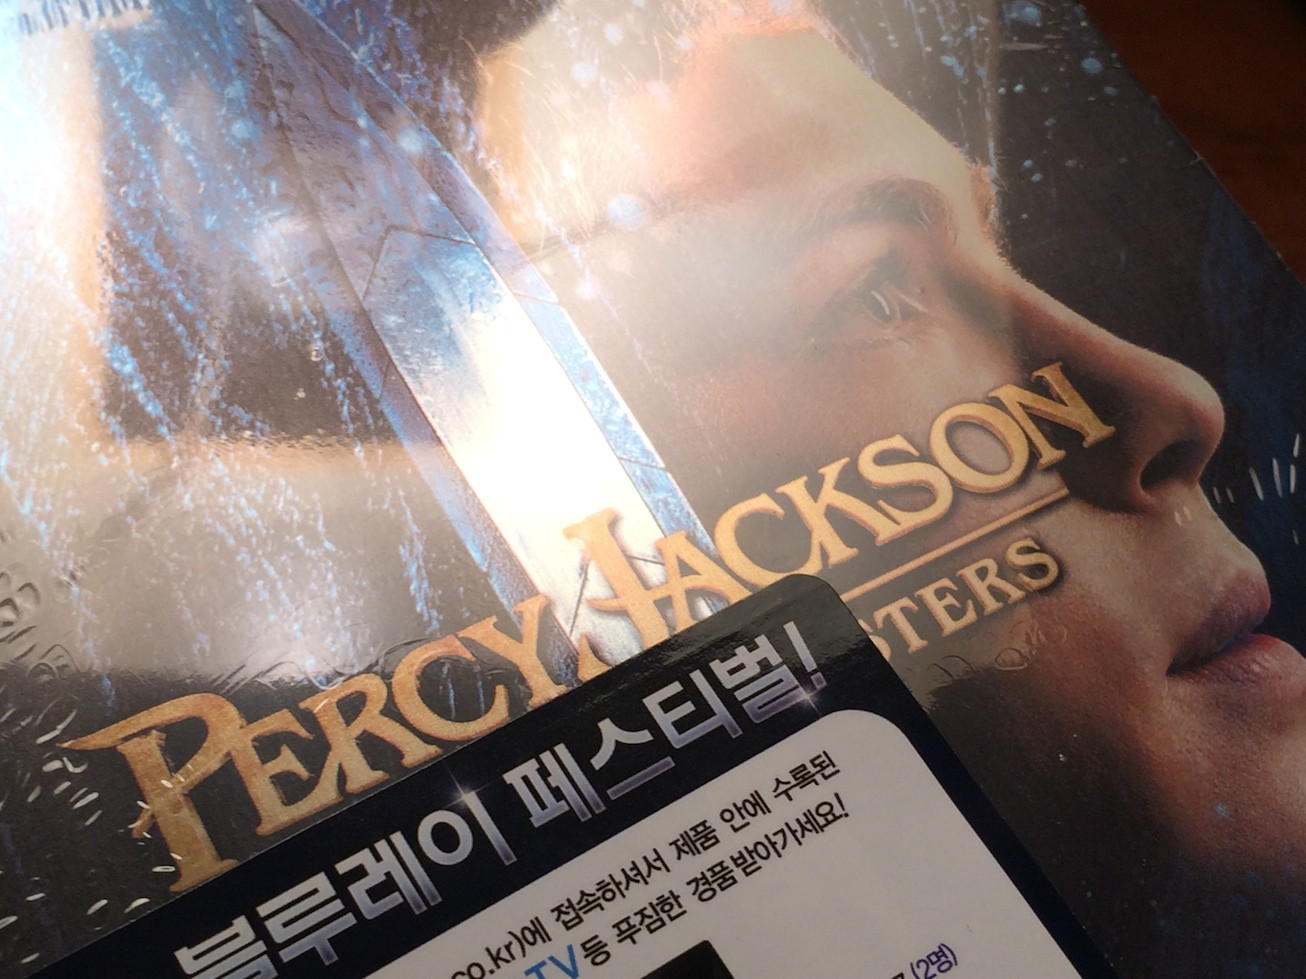 PERCY JACKSON
STERS
블루레이 페스티벌!
co.kr)에 접속하셔서 제품 안에 수록된
TV등 푸짐한 경품받아가세요!
(2명)